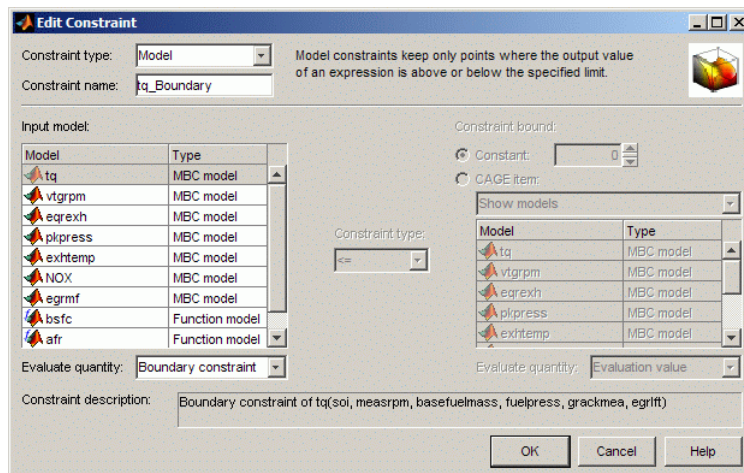 Edit Constraint
Constraint type: Model
Model constraints keep only points where the output value
of an expression is above or below the specified limit.
Constraint name: tq_Boundary
Input model:
Constraint bound:
Model Type
tq MBC model
vtgrpm MBC model
eqrexh MBC model
pkpress MBC model
exhtemp MBC model
NOX MBC model
egrmf MBC model
bsfc Function model
afr Function model
Constraint type:
<=
Constant: 0
CAGE item:
Show models
Model Type
tq MBC model
vtgrpm MBC model
eqrexh MBC model
pkpress MBC model
exhtemp MBC model
Evaluate quantity: Boundary constraint
Evaluate quantity: Evaluation value
Constraint description: Boundary constraint of tq(soi, measrpm, basefuelmass, fuelpress, grackmea, egrlft)
OK Cancel Help